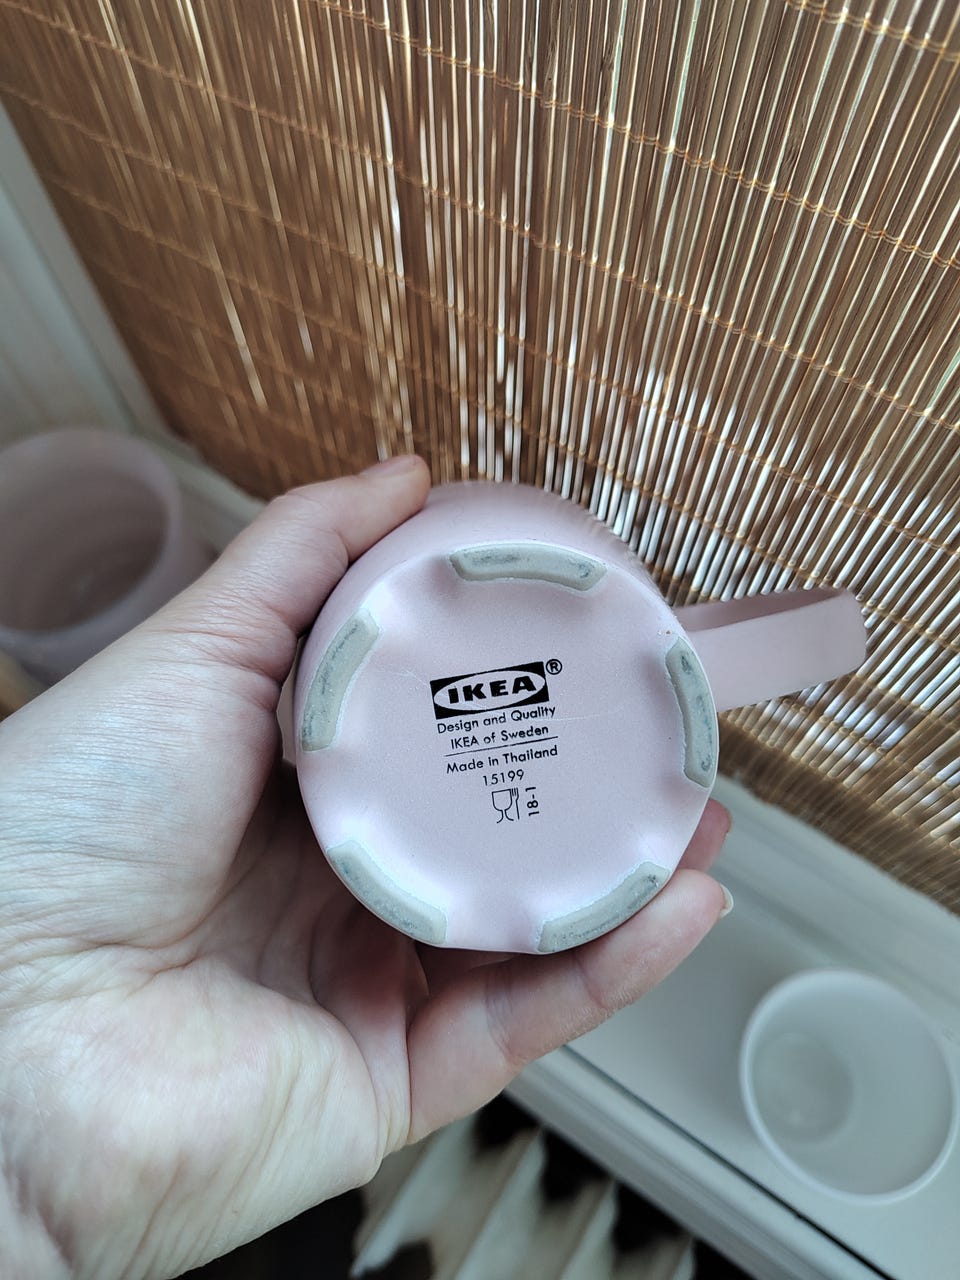 IKEA®
Design and Quality
IKEA of Sweden
Made in Thailand
15199
18-1